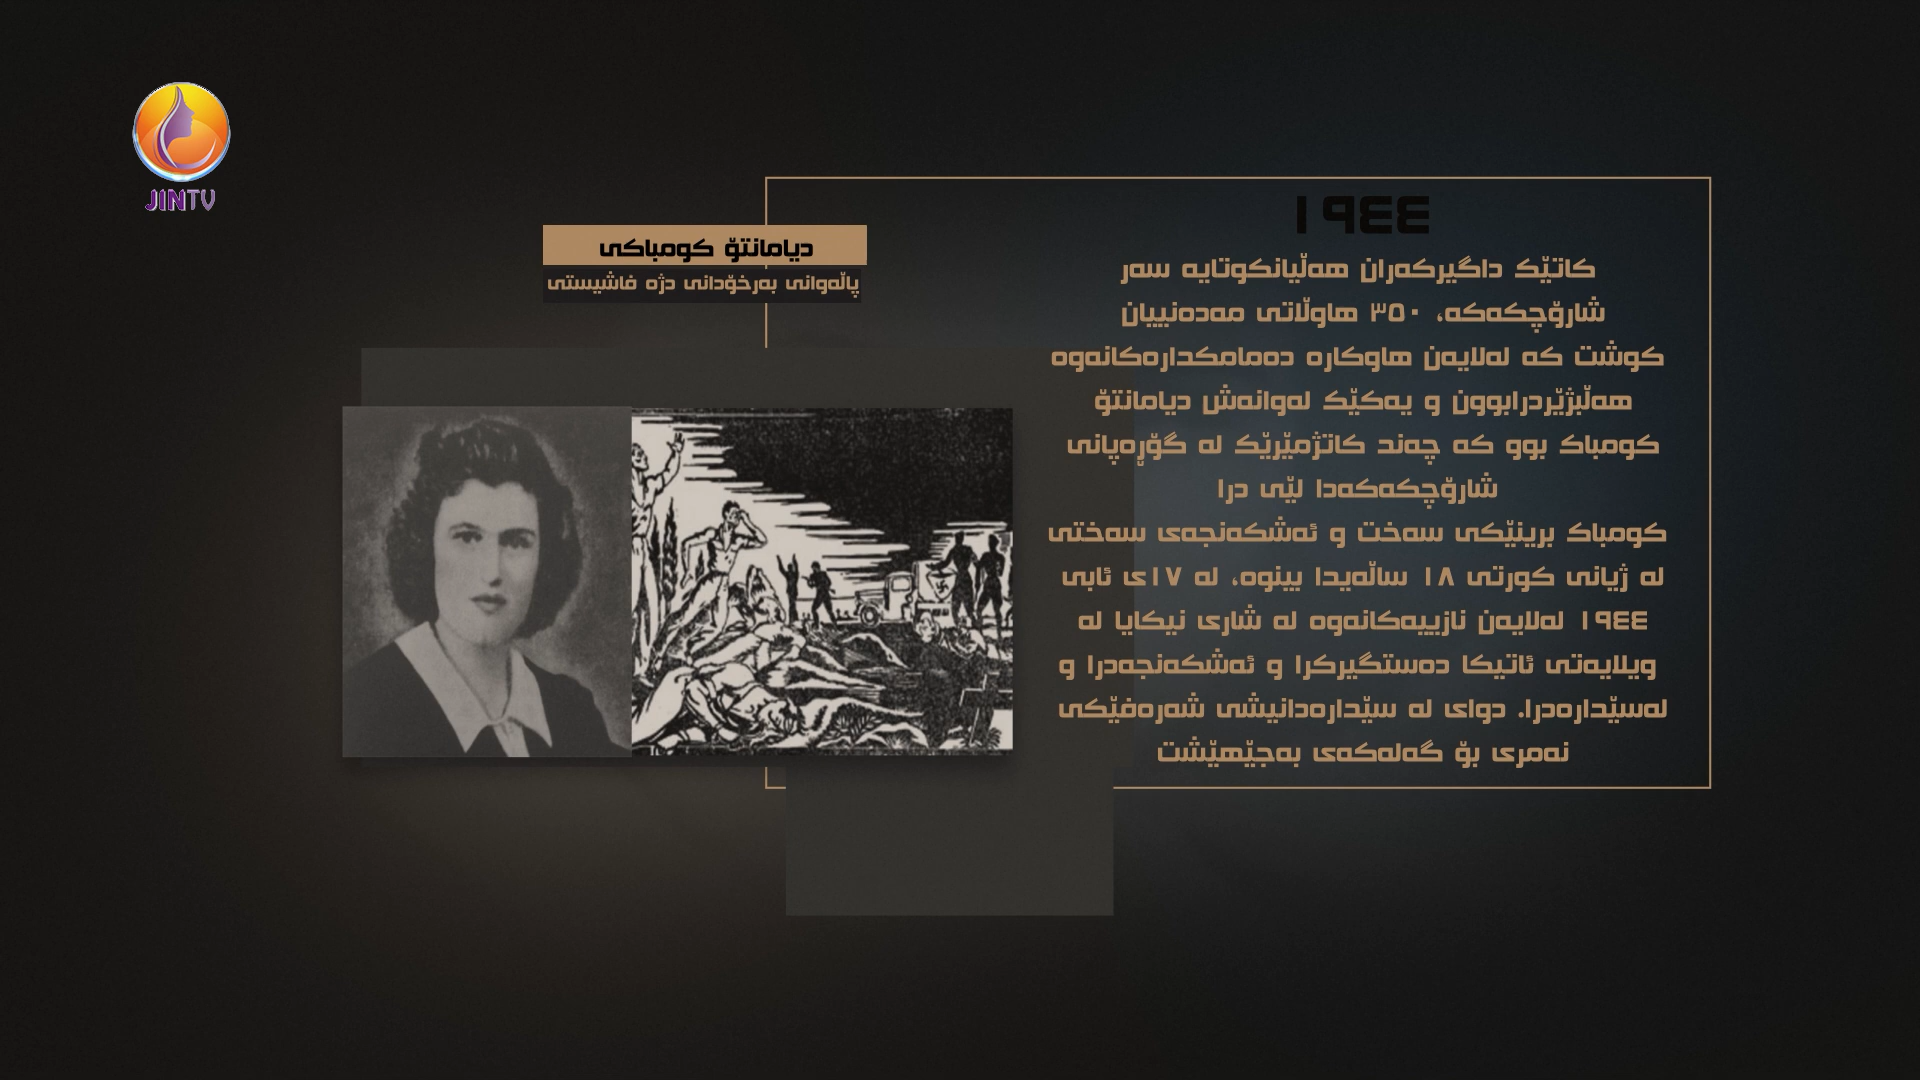 JINTV
دیامانتۆ کومباکی
پاڵەوانی بەرخۆدانی دژە فاشیستی
١٩٤٤
کاتێک داگیرکەران هەڵیانکوتایە سەر
شارۆچکەکە، ٣٥٠ هاوڵاتی مەدەنییان
کوشت کە لەلایەن هاوکارە دەمامکدارەکانەوە
هەڵبژێردرابوون و یەکێک لەوانەش دیامانتۆ
کومباک بوو کە چەند کاتژمێرێک لە گۆڕەپانی
شارۆچکەکەدا لێی درا
کومباک برینێکی سەخت و ئەشکەنجەی سەختی
لە ژیانی کورتی ١٨ ساڵەیدا بینوە، لە ١٧ی ئابی
١٩٤٤ لەلایەن نازییەکانەوە لە شاری نیکایا لە
ویلایەتی ئاتیکا دەستگیرکرا و ئەشکەنجەدرا و
لەسێدارەدرا. دوای لە سێدارەدانیشی شەرەفێکی
نەمری بۆ گەلەکەی بەجێهێشت